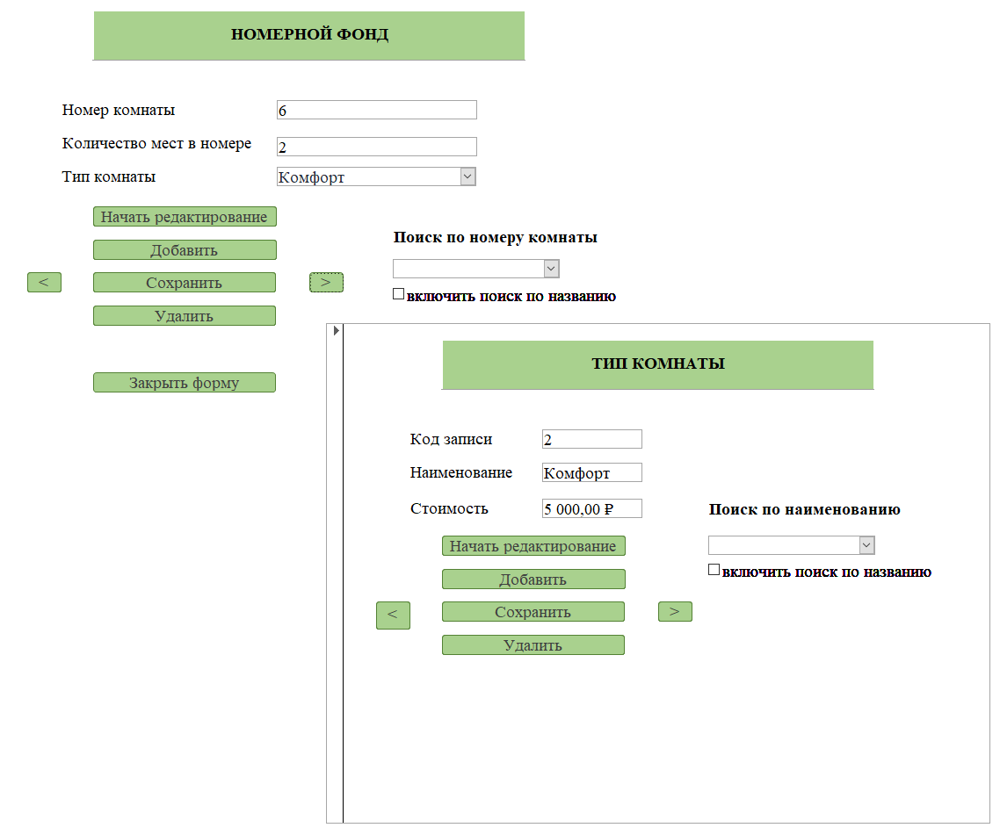 НОМЕРНОЙ ФОНД
Номер комнаты 6
Количество мест в номере 2
Тип комнаты Комфорт
Начать редактирование
Добавить
< Сохранить >
Удалить
Закрыть форму
Поиск по номеру комнаты
включить поиск по названию
ТИП КОМНАТЫ
Код записи 2
Наименование Комфорт
Стоимость 5 000,00 ₽
Начать редактирование
Добавить
< Сохранить >
Удалить
Поиск по наименованию
включить поиск по названию